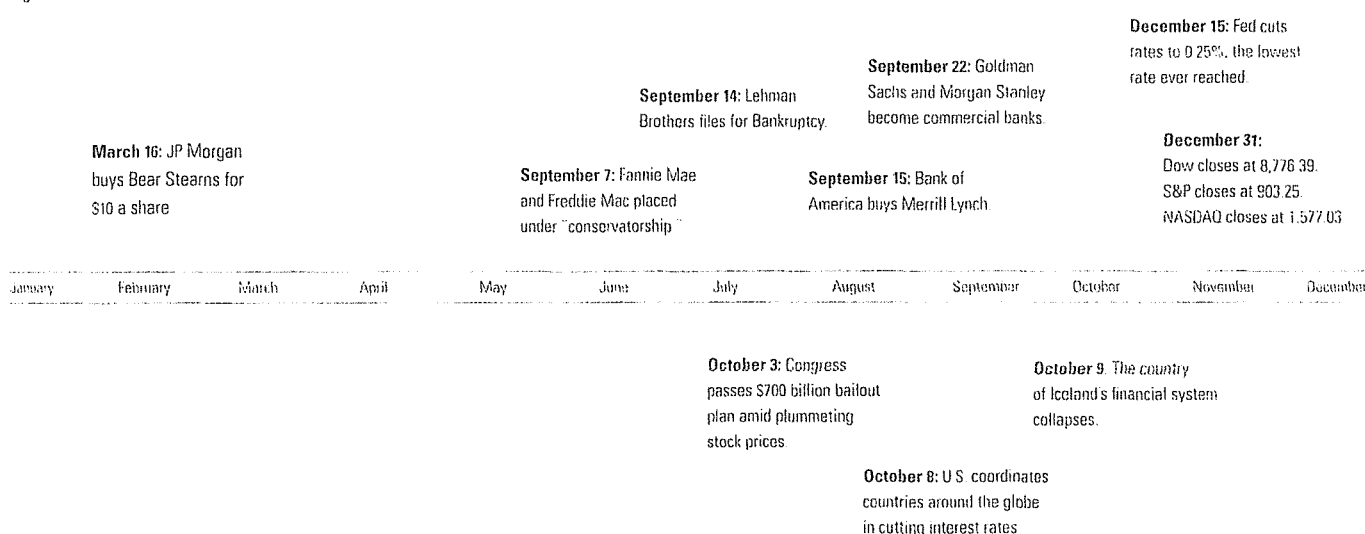 March 16: JP Morgan
buys Bear Stearns for
$10 a share
September 7: Fannie Mae
and Freddie Mac placed
under "conservatorship"
September 14: Lehman
Brothers files for Bankruptcy.
September 15: Bank of
America buys Merrill Lynch
September 22: Goldman
Sachs and Morgan Stanley
become commercial banks.
December 15: Fed cuts
rates to 0 25%, the lowest
rate ever reached.
December 31:
Dow closes at 8,776.39.
S&P closes at 903.25.
NASDAQ closes at 1.577.03
January February March April May June July August September October November December
October 3: Congress
passes $700 billion bailout
plan amid plummeting
stock prices.
October 8: U S. coordinates
countries around the globe
in cutting interest rates
October 9. The country
of Iceland's financial system
collapses.